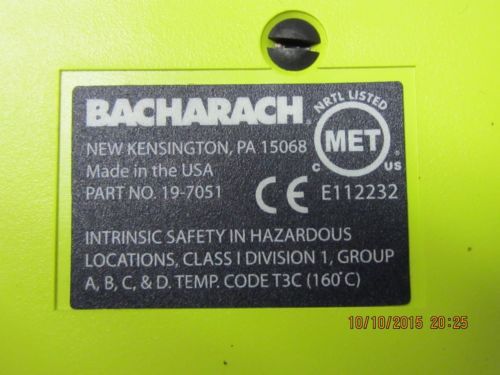 BACHARACH®
NRTL LISTED
MET
C US
NEW KENSINGTON, PA 15068
Made in the USA
PART NO. 19-7051
CE E112232
INTRINSIC SAFETY IN HAZARDOUS
LOCATIONS, CLASS I DIVISION 1, GROUP
A, B, C, & D. TEMP. CODE T3C (160°C)
10/10/2015 20:25